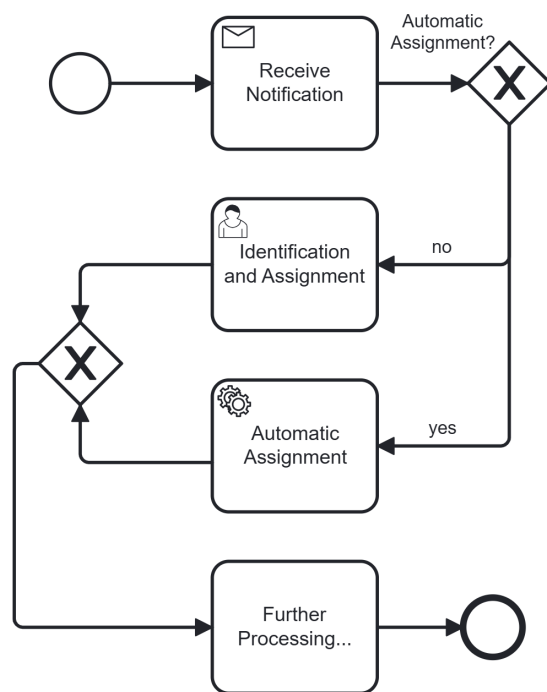 Automatic
Assignment?
Receive
Notification
Identification
and Assignment
no
Automatic
Assignment
yes
Further
Processing...